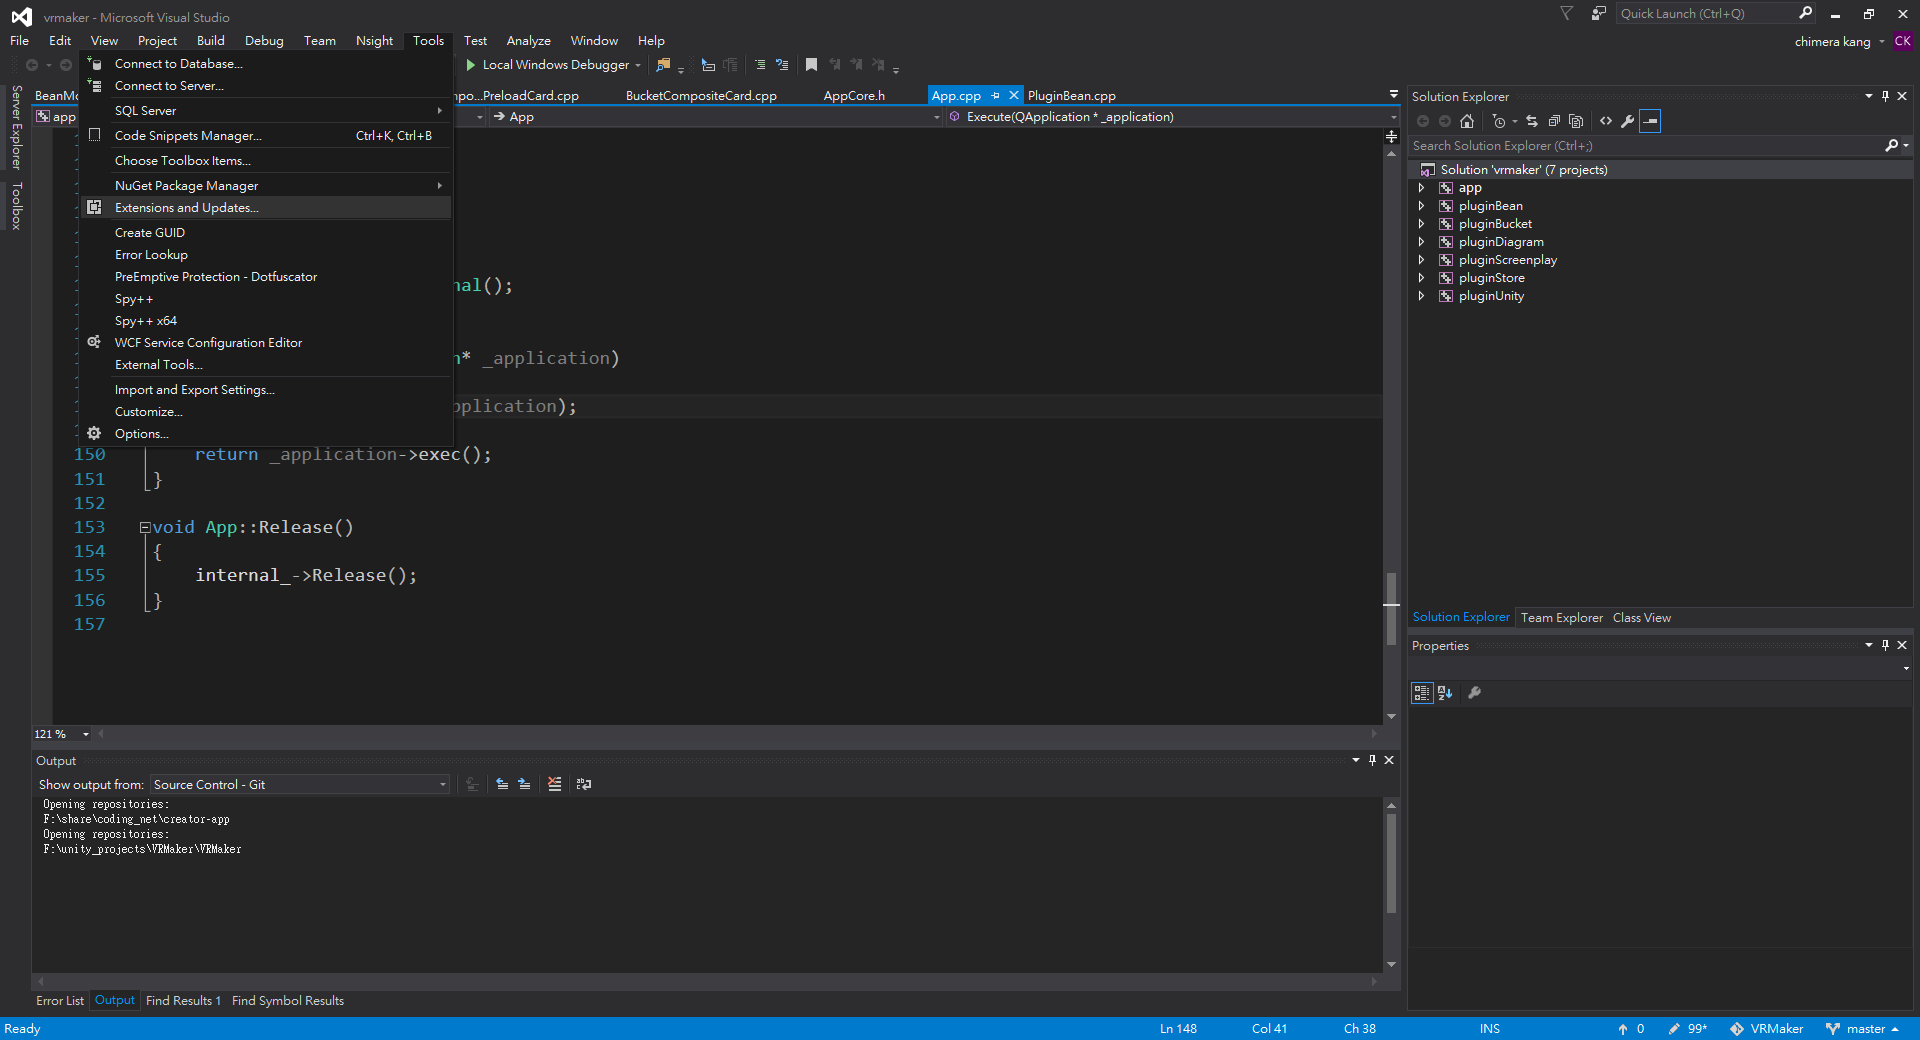 vrmaker - Microsoft Visual Studio
Quick Launch (Ctrl+Q)
File Edit View Project Build Debug Team Nsight Tools Test Analyze Window Help
chimera kang CK
Local Windows Debugger
Server Explorer
Toolbox
Connect to Database...
Connect to Server...
SQL Server
Code Snippets Manager... Ctrl+K, Ctrl+B
Choose Toolbox Items...
NuGet Package Manager
Extensions and Updates...
Create GUID
Error Lookup
PreEmptive Protection - Dotfuscator
Spy++
Spy++ x64
WCF Service Configuration Editor
External Tools...
Import and Export Settings...
Customize...
Options...
BeanMo
npo...PreloadCard.cpp BucketCompositeCard.cpp AppCore.h App.cpp PluginBean.cpp
app
App
Execute(QApplication * _application)
nal();
n* _application)
pplication);
150 return _application->exec();
151 }
152
153 void App::Release()
154 {
155 internal_->Release();
156 }
157
121 %
Output
Show output from: Source Control - Git
Opening repositories:
F:\share\coding_net\creator-app
Opening repositories:
F:\unity_projects\VRMaker\VRMaker
Error List Output Find Results 1 Find Symbol Results
Solution Explorer
Search Solution Explorer (Ctrl+;)
Solution 'vrmaker' (7 projects)
app
pluginBean
pluginBucket
pluginDiagram
pluginScreenplay
pluginStore
pluginUnity
Solution Explorer Team Explorer Class View
Properties
Ready Ln 148 Col 41 Ch 38 INS 0 99* VRMaker master